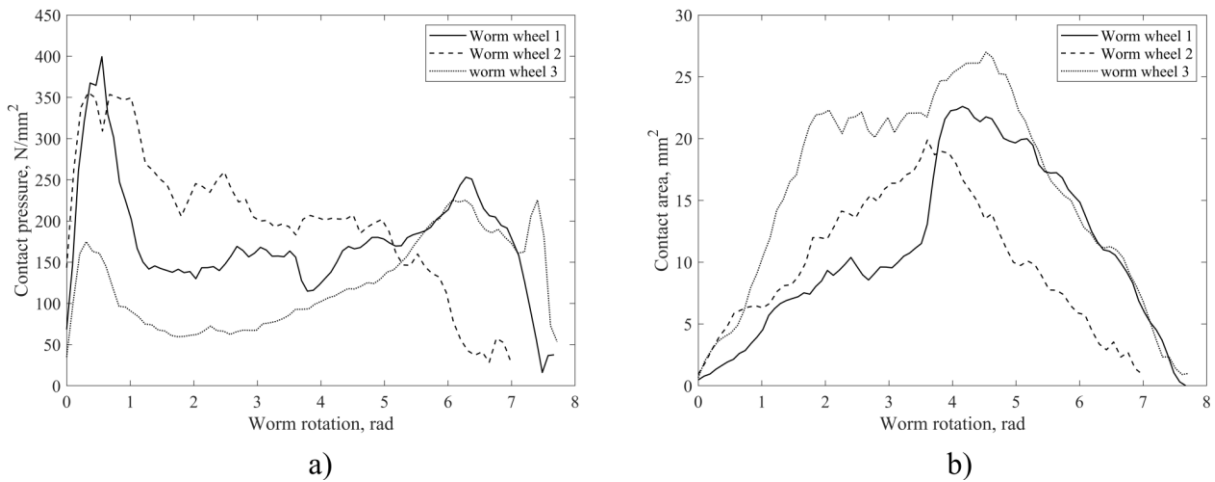 450
400
350
300
250
200
150
100
50
0
Contact pressure, N/mm²
0 1 2 3 4 5 6 7 8
Worm rotation, rad
Worm wheel 1
Worm wheel 2
worm wheel 3
a)
30
25
20
15
10
5
0
Contact area, mm²
0 1 2 3 4 5 6 7 8
Worm rotation, rad
Worm wheel 1
Worm wheel 2
worm wheel 3
b)